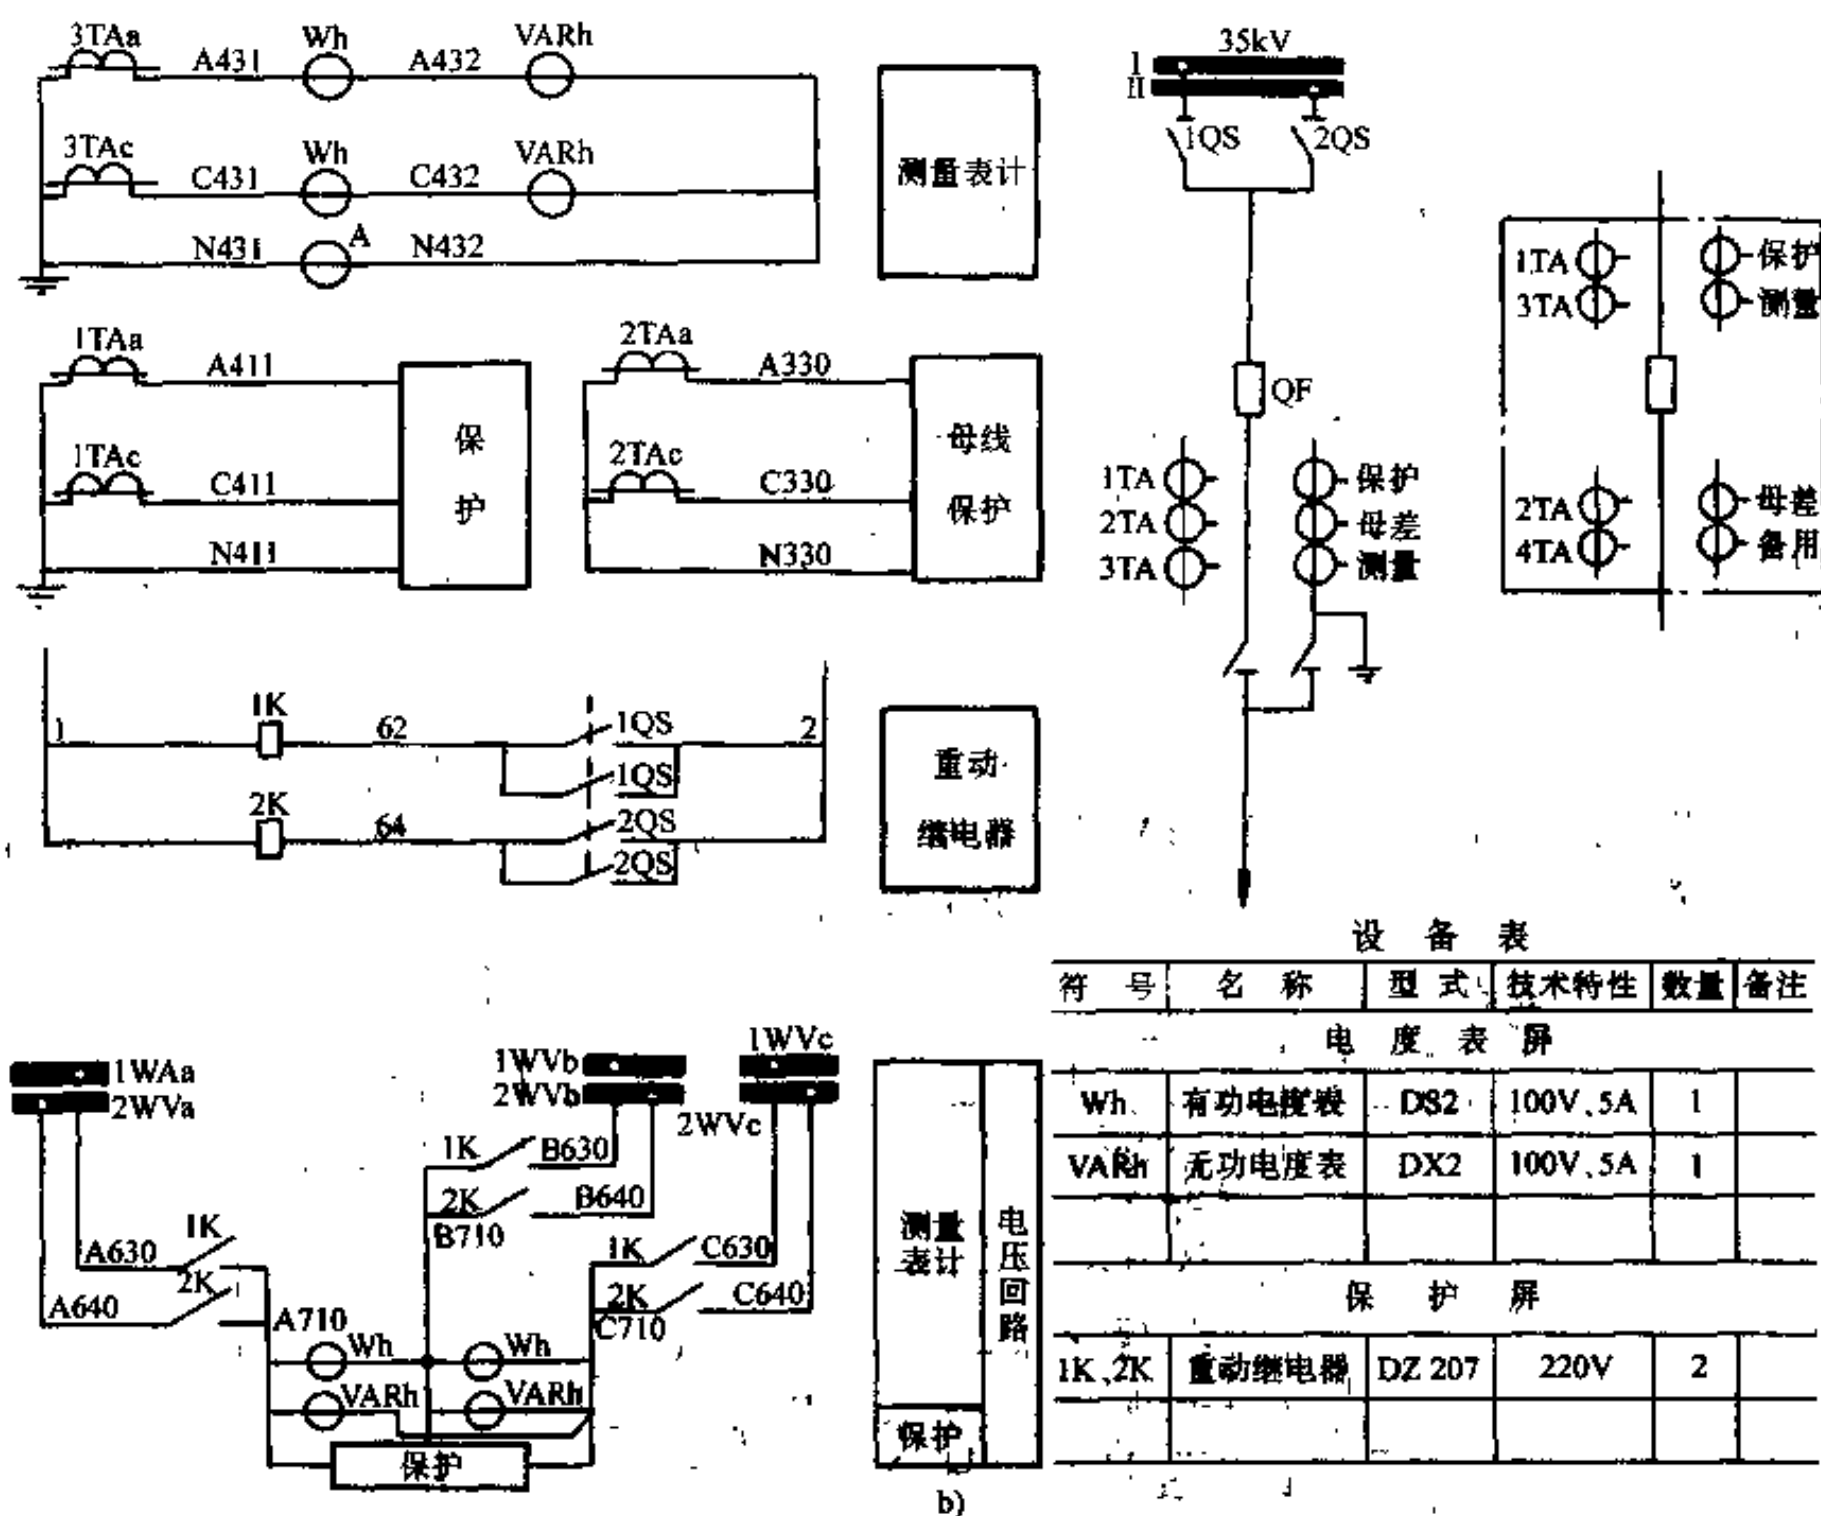 3TAa A431 Wh A432 VARh
3TAc C431 Wh C432 VARh
N431 A N432
测量表计
1TAa A411
1TAc C411
N411
保护
2TAa A330
2TAc C330
N330
母线
保护
1 1K 62 1QS 2
1QS
2K 64 2QS
2QS
重动
继电器
35kV
I
II
1QS 2QS
QF
1TA 保护
2TA 母差
3TA 测量
1TA 保护
3TA 测量
2TA 母差
4TA 备用
1WAa
2WVa
1WVb
2WVb
1WVc
2WVc
1K B630
2K B640
B710
1K
A630
2K
A640
A710
1K C630
2K C640
C710
Wh Wh
VARh VARh
保护
测量
表计
电压回路
保护
b)
设备表
符号 名称 型式 技术特性 数量 备注
电度表屏
Wh 有功电度表 DS2 100V、5A 1
VARh 无功电度表 DX2 100V、5A 1
保护屏
1K、2K 重动继电器 DZ 207 220V 2